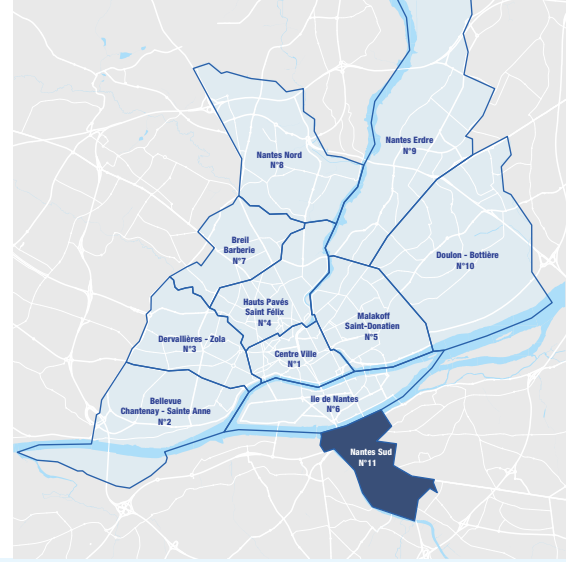 Nantes Erdre
N°9
Nantes Nord
N°8
Breil
Barberie
N°7
Doulon - Bottière
N°10
Hauts Pavés
Saint Félix
N°4
Malakoff
Saint-Donatien
N°5
Dervallières - Zola
N°3
Centre Ville
N°1
Bellevue
Chantenay - Sainte Anne
N°2
Ile de Nantes
N°6
Nantes Sud
N°11